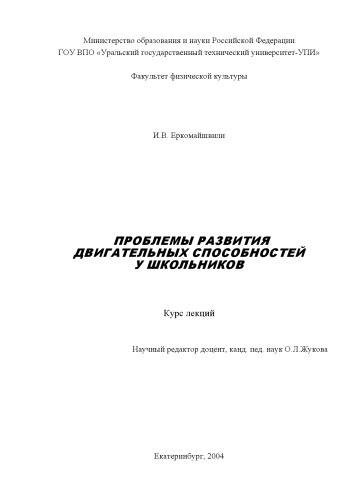 Министерство образования и науки Российской Федерации
ГОУ ВПО «Уральский государственный технический университет-УПИ»
Факультет физической культуры
И.В. Еркомайшвили
ПРОБЛЕМЫ РАЗВИТИЯ
ДВИГАТЕЛЬНЫХ СПОСОБНОСТЕЙ
У ШКОЛЬНИКОВ
Курс лекций
Научный редактор доцент, канд. пед. наук О.Л.Жукова
Екатеринбург, 2004